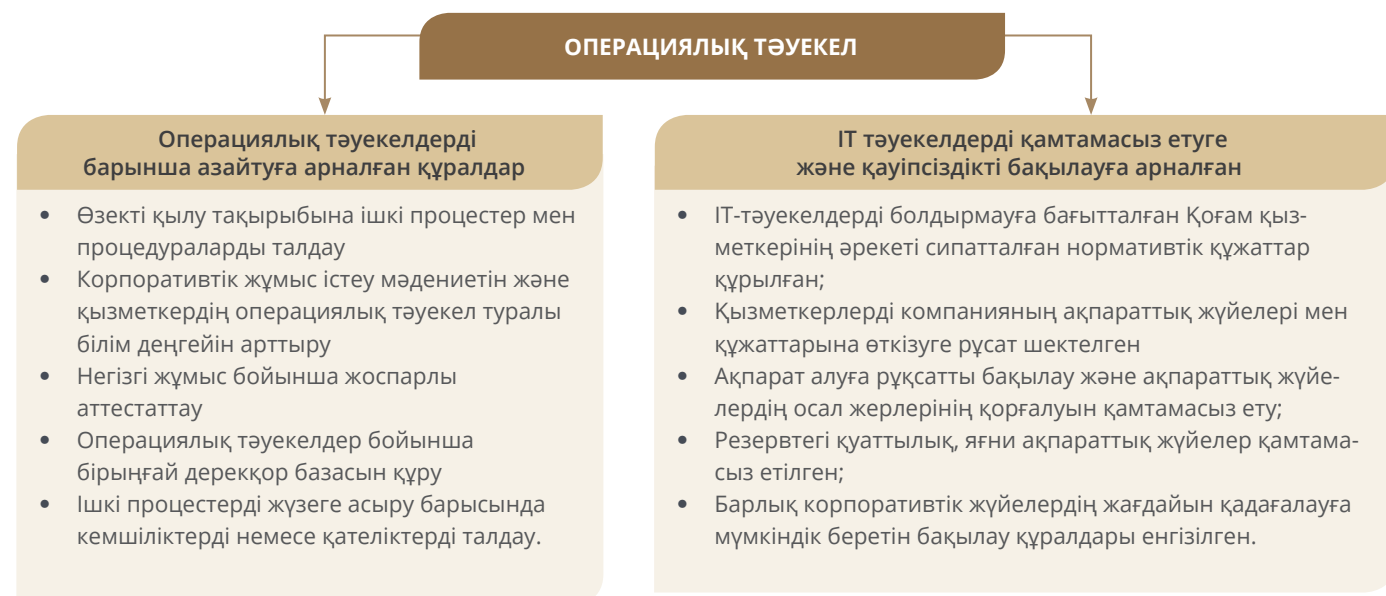 ОПЕРАЦИЯЛЫҚ ТӘУЕКЕЛ
Операциялық тәуекелдерді
барынша азайтуға арналған құралдар
• Өзекті қылу тақырыбына ішкі процестер мен
процедураларды талдау
• Корпоративтік жұмыс істеу мәдениетін және
қызметкердің операциялық тәуекел туралы
білім деңгейін арттыру
• Негізгі жұмыс бойынша жоспарлы
аттестаттау
• Операциялық тәуекелдер бойынша
бірыңғай дерекқор базасын құру
• Ішкі процестерді жүзеге асыру барысында
кемшіліктерді немесе қателіктерді талдау.
IT тәуекелдерді қамтамасыз етуге
және қауіпсіздікті бақылауға арналған
• IT-тәуекелдерді болдырмауға бағытталған Қоғам қыз-
меткерінің әрекеті сипатталған нормативтік құжаттар
құрылған;
• Қызметкерлерді компанияның ақпараттық жүйелері мен
құжаттарына өткізуге рұсат шектелген
• Ақпарат алуға рұқсатты бақылау және ақпараттық жүйе-
лердің осал жерлерінің қорғалуын қамтамасыз ету;
• Резервтегі қуаттылық, яғни ақпараттық жүйелер қамтама-
сыз етілген;
• Барлық корпоративтік жүйелердің жағдайын қадағалауға
мүмкіндік беретін бақылау құралдары енгізілген.